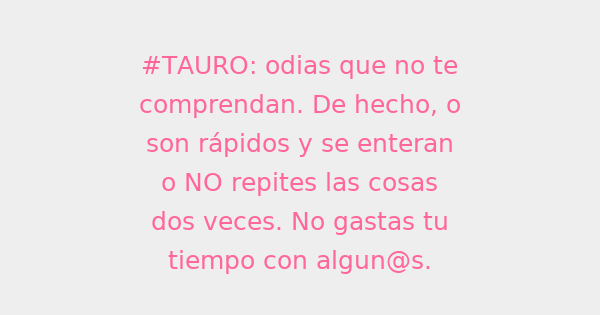 #TAURO: odias que no te
comprendan. De hecho, o
son rápidos y se enteran
o NO repites las cosas
dos veces. No gastas tu
tiempo con algun@s.